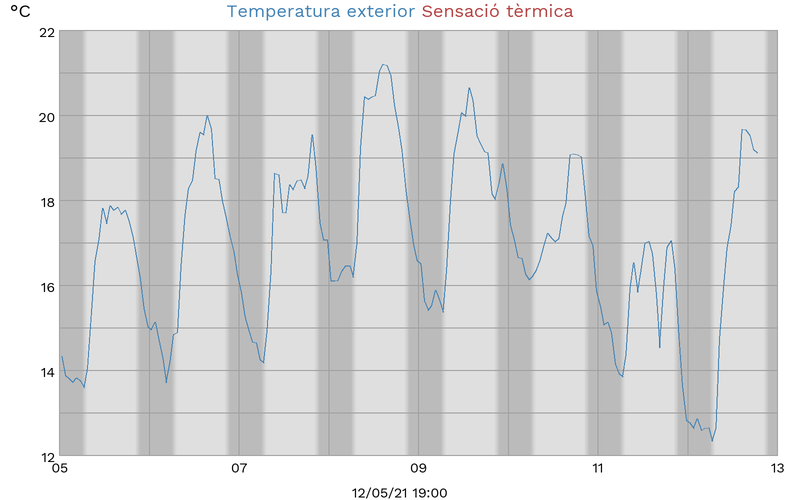 °C
Temperatura exterior Sensació tèrmica
22
20
18
16
14
12
05 07 09 11 13
12/05/21 19:00